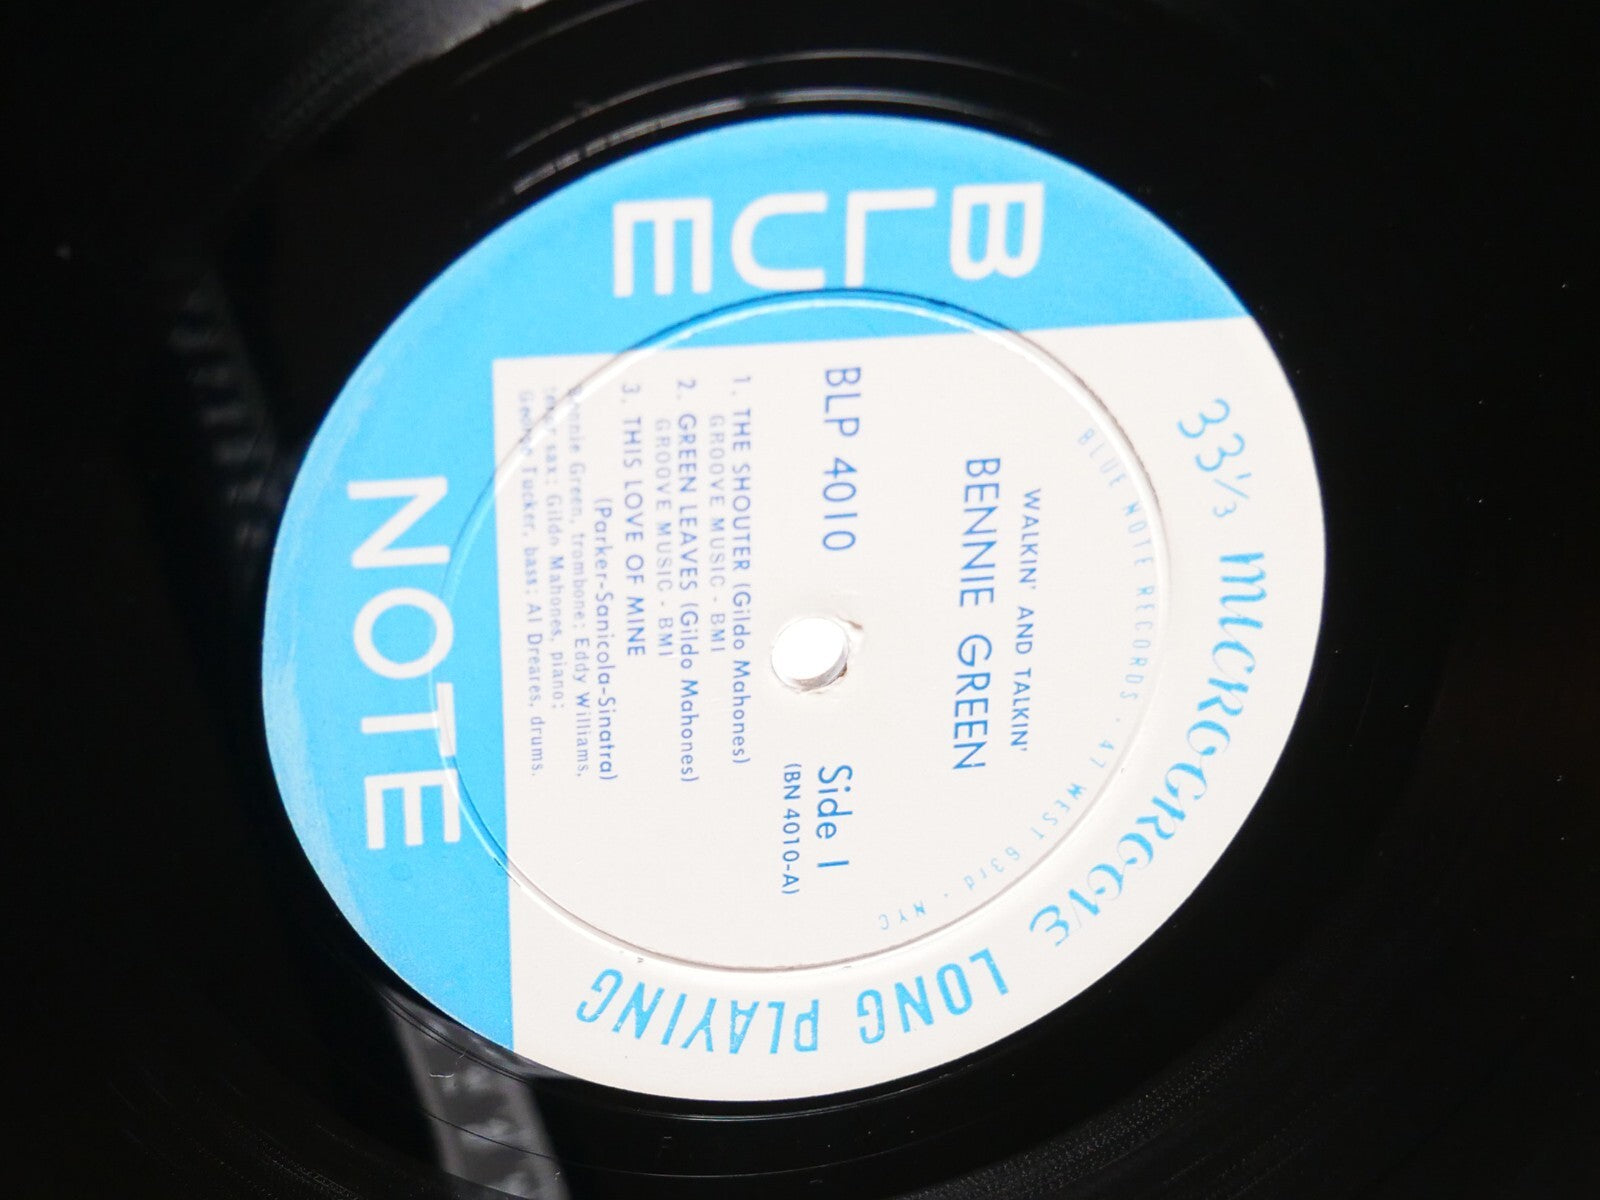 33⅓ MICROGROOVE LONG PLAYING
BLUE NOTE RECORDS · 47 WEST 63rd · NYC
WALKIN' AND TALKIN'
BENNIE GREEN
BLP 4010
Side 1
(BN 4010-A)
1. THE SHOUTER (Gildo Mahones)
GROOVE MUSIC - BMI
2. GREEN LEAVES (Gildo Mahones)
GROOVE MUSIC - BMI
3. THIS LOVE OF MINE
(Parker-Sanicola-Sinatra)
Bennie Green, trombone; Eddy Williams,
tenor sax; Gildo Mahones, piano;
George Tucker, bass; Al Dreares, drums.
BLUE
NOTE